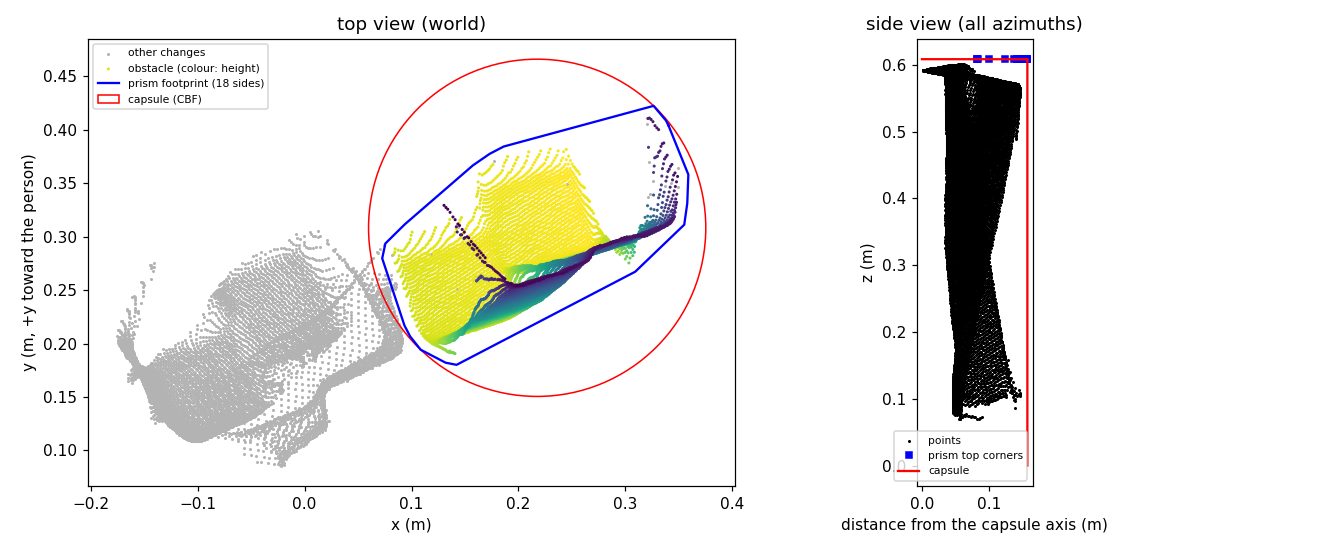 top view (world)
other changes
obstacle (colour: height)
prism footprint (18 sides)
capsule (CBF)
y (m, +y toward the person)
0.45
0.40
0.35
0.30
0.25
0.20
0.15
0.10
−0.2
−0.1
0.0
0.1
0.2
0.3
0.4
x (m)
side view (all azimuths)
z (m)
0.6
0.5
0.4
0.3
0.2
0.1
0.0
points
prism top corners
capsule
0.0
0.1
distance from the capsule axis (m)